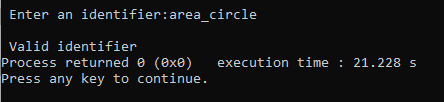 Enter an identifier:area_circle
Valid identifier
Process returned 0 (0x0)   execution time : 21.228 s
Press any key to continue.